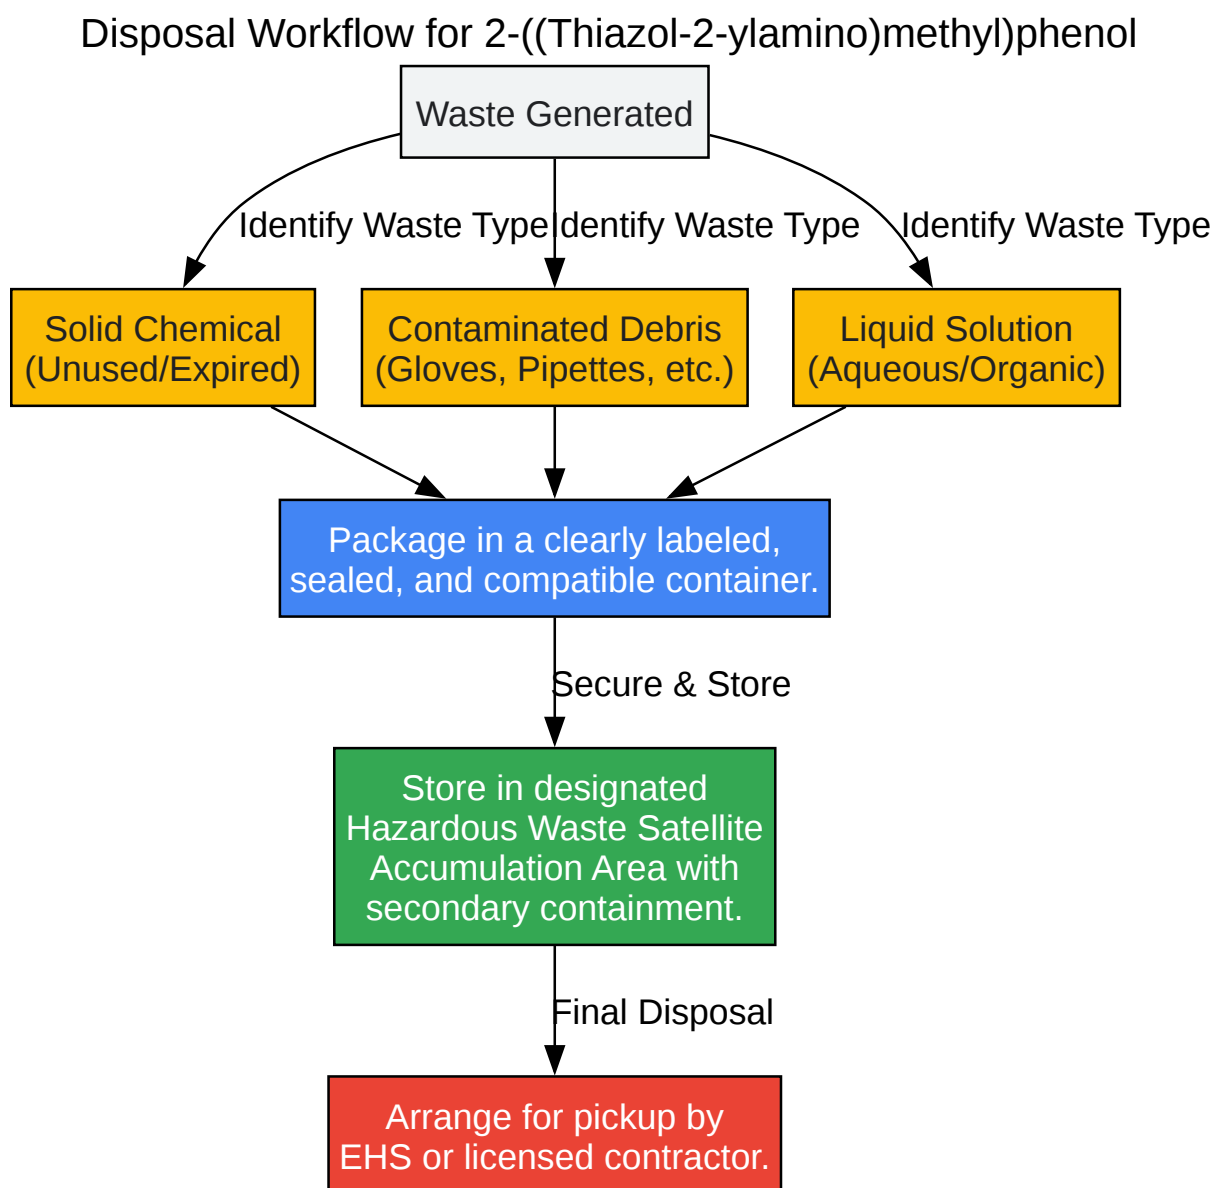 Disposal Workflow for 2-((Thiazol-2-ylamino)methyl)phenol
Waste Generated
Identify Waste Type
Identify Waste Type
Identify Waste Type
Solid Chemical
(Unused/Expired)
Contaminated Debris
(Gloves, Pipettes, etc.)
Liquid Solution
(Aqueous/Organic)
Package in a clearly labeled,
sealed, and compatible container.
Secure & Store
Store in designated
Hazardous Waste Satellite
Accumulation Area with
secondary containment.
Final Disposal
Arrange for pickup by
EHS or licensed contractor.